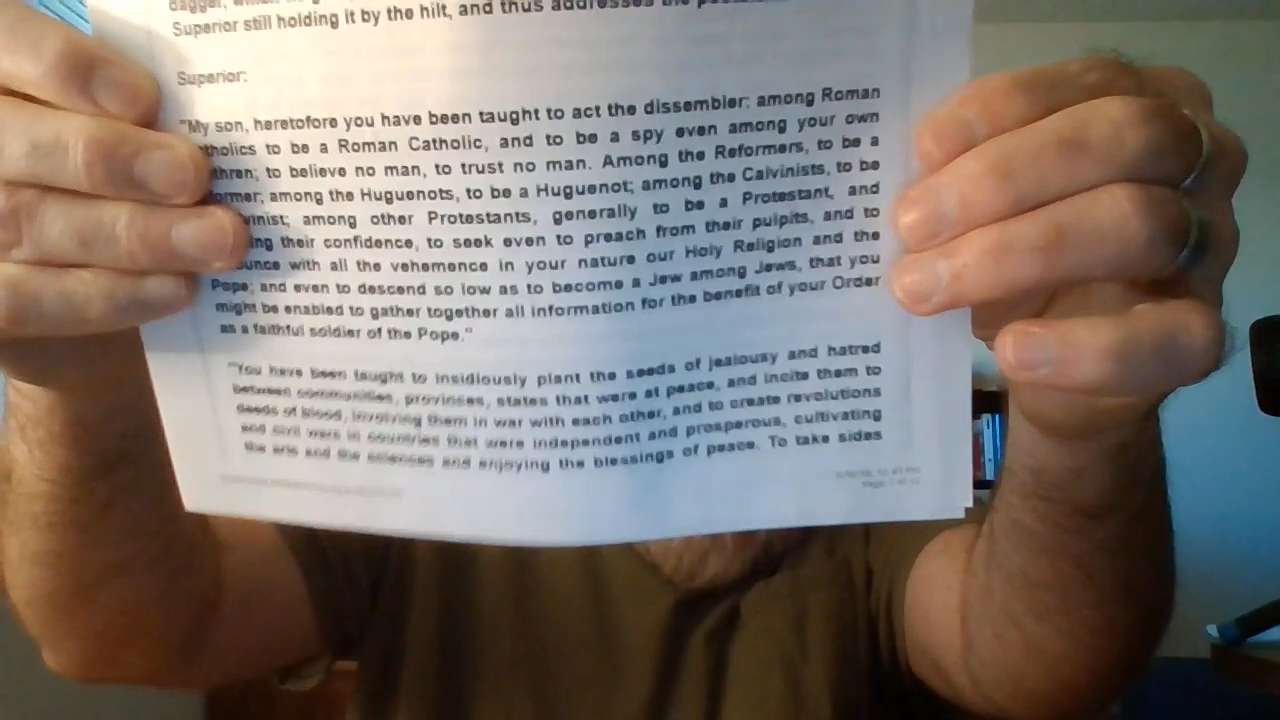 dagger,
Superior still holding it by the hilt, and thus addresses the
Superior:
"My son, heretofore you have been taught to act the dissembler: among Roman
tholics to be a Roman Catholic, and to be a spy even among your own
thren; to believe no man, to trust no man. Among the Reformers, to be a
ormer; among the Huguenots, to be a Huguenot; among the Calvinists, to be
vinist; among other Protestants, generally to be a Protestant, and
ing their confidence, to seek even to preach from their pulpits, and to
ounce with all the vehemence in your nature our Holy Religion and the
Pope; and even to descend so low as to become a Jew among Jews, that you
might be enabled to gather together all information for the benefit of your Order
as a faithful soldier of the Pope."
"You have been taught to insidiously plant the seeds of jealousy and hatred
between communities, provinces, states that were at peace, and incite them to
deeds of blood, involving them in war with each other, and to create revolutions
and civil wars in countries that were independent and prosperous, cultivating
the arts and the sciences and enjoying the blessings of peace. To take sides